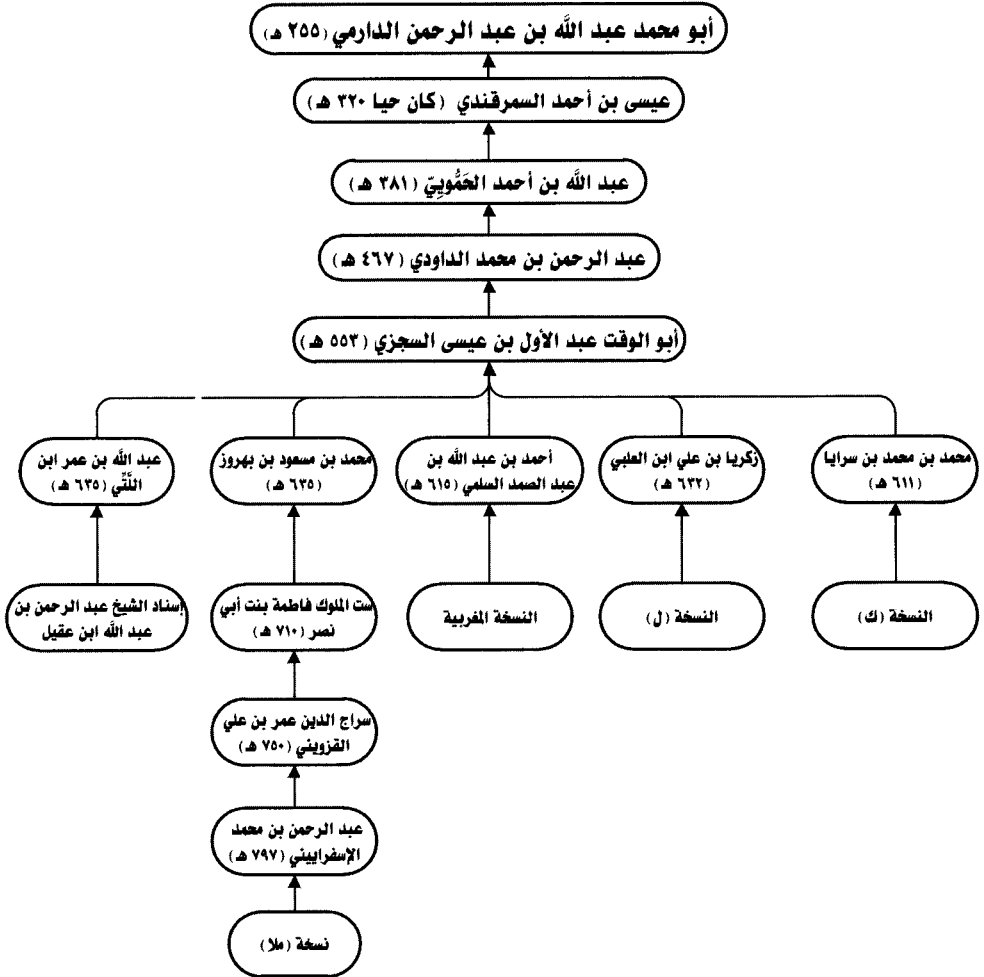 أبو محمد عبد الله بن عبد الرحمن الدارمي (٢٥٥ هـ)
عيسى بن أحمد السمرقندي (كان حيا ٣٢٠ هـ)
عبد الله بن أحمد الحَمُّوِييّ (٣٨١ هـ)
عبد الرحمن بن محمد الداودي (٤٦٧ هـ)
أبو الوقت عبد الأول بن عيسى السجزي (٥٥٣ هـ)
محمد بن محمد بن سرايا
(٦١١ هـ)
زكريا بن علي ابن العلبي
(٦٣٢ هـ)
أحمد بن عبد الله بن
عبد الصمد السلمي (٦١٥ هـ)
محمد بن مسعود بن بهروز
(٦٣٥ هـ)
عبد الله بن عمر ابن
اللَّتِّي (٦٣٥ هـ)
النسخة (ك)
النسخة (ل)
النسخة المغربية
ست الملوك فاطمة بنت أبي
نصر (٧١٠ هـ)
إسناد الشيخ عبد الرحمن بن
عبد الله ابن عقيل
سراج الدين عمر بن علي
القزويني (٧٥٠ هـ)
عبد الرحمن بن محمد
الإسفراييني (٧٩٧ هـ)
نسخة (ملا)